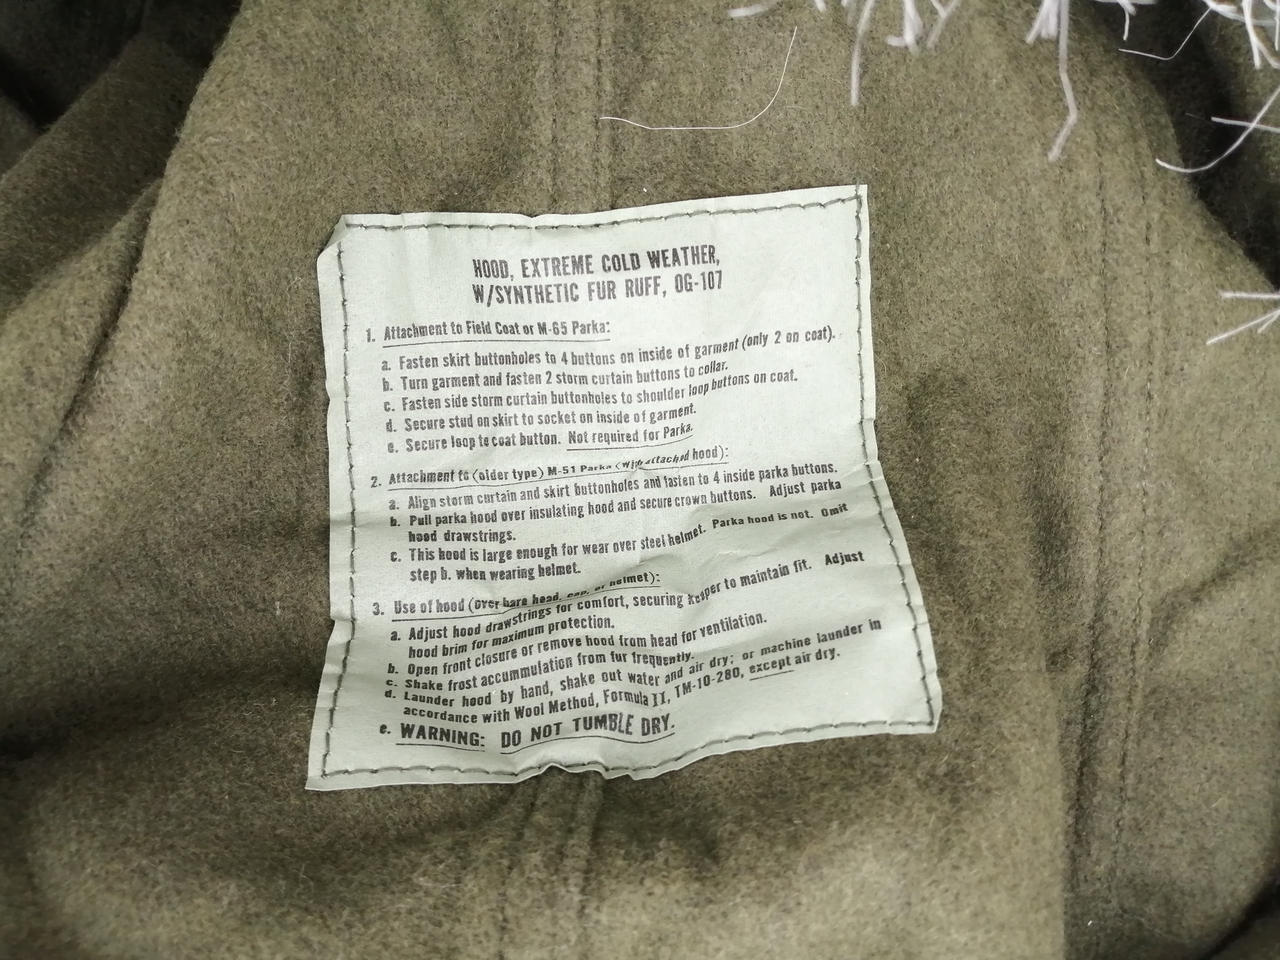 HOOD, EXTREME COLD WEATHER,
W/SYNTHETIC FUR RUFF, OG-107
1. Attachment to Field Coat or M-65 Parka:
a. Fasten skirt buttonholes to 4 buttons on inside of garment (only 2 on coat).
b. Turn garment and fasten 2 storm curtain buttons to collar.
c. Fasten side storm curtain buttonholes to shoulder loop buttons on coat.
d. Secure stud on skirt to socket on inside of garment.
e. Secure loop to coat button. Not required for Parka.
2. Attachment to (older type) M-51 Parka (with attached hood):
a. Align storm curtain and skirt buttonholes and fasten to 4 inside parka buttons.
b. Pull parka hood over insulating hood and secure crown buttons. Adjust parka
hood drawstrings.
c. This hood is large enough for wear over steel helmet. Parka hood is not. Omit
step b. when wearing helmet.
3. Use of hood (over bare head, cap, or helmet):
a. Adjust hood drawstrings for comfort, securing keeper to maintain fit. Adjust
hood brim for maximum protection.
b. Open front closure or remove hood from head for ventilation.
c. Shake frost accummulation from fur frequently.
d. Launder hood by hand, shake out water and air dry; or machine launder in
accordance with Wool Method, Formula II, TM-10-280, except air dry.
e. WARNING: DO NOT TUMBLE DRY.